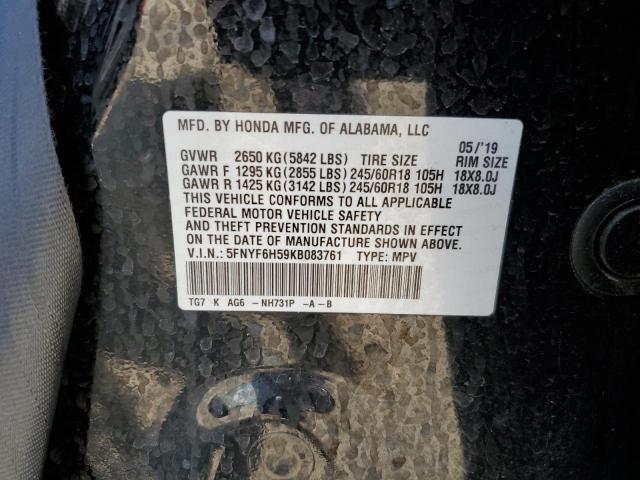 MFD. BY HONDA MFG. OF ALABAMA, LLC
05/'19
GVWR 2650 KG (5842 LBS) TIRE SIZE RIM SIZE
GAWR F 1295 KG (2855 LBS) 245/60R18 105H 18X8.0J
GAWR R 1425 KG (3142 LBS) 245/60R18 105H 18X8.0J
THIS VEHICLE CONFORMS TO ALL APPLICABLE
FEDERAL MOTOR VEHICLE SAFETY
AND THEFT PREVENTION STANDARDS IN EFFECT
ON THE DATE OF MANUFACTURE SHOWN ABOVE.
V.I.N.: 5FNYF6H59KB083761 TYPE: MPV
TG7 K AG6 -NH731P -A-B